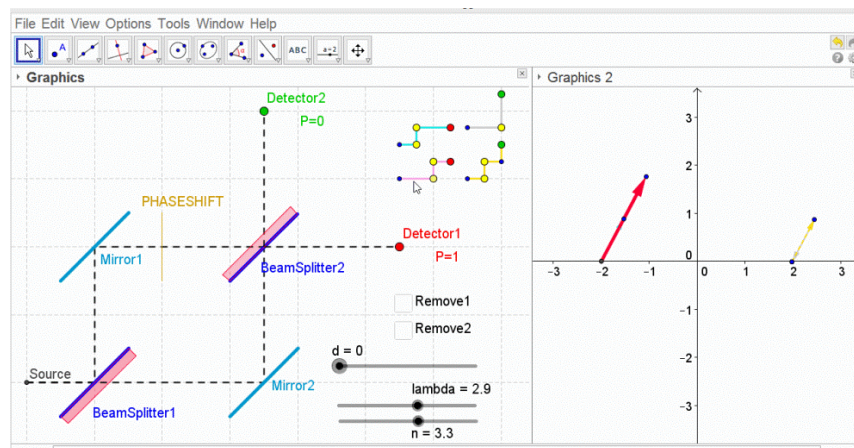 File Edit View Options Tools Window Help
A
ABC
a=2
Graphics
Detector2
P=0
PHASESHIFT
Mirror1
BeamSplitter2
Detector1
P=1
Remove1
Remove2
d = 0
Source
Mirror2
lambda = 2.9
BeamSplitter1
n = 3.3
Graphics 2
3
2
1
0
-3 -2 -1 0 1 2 3
-1
-2
-3